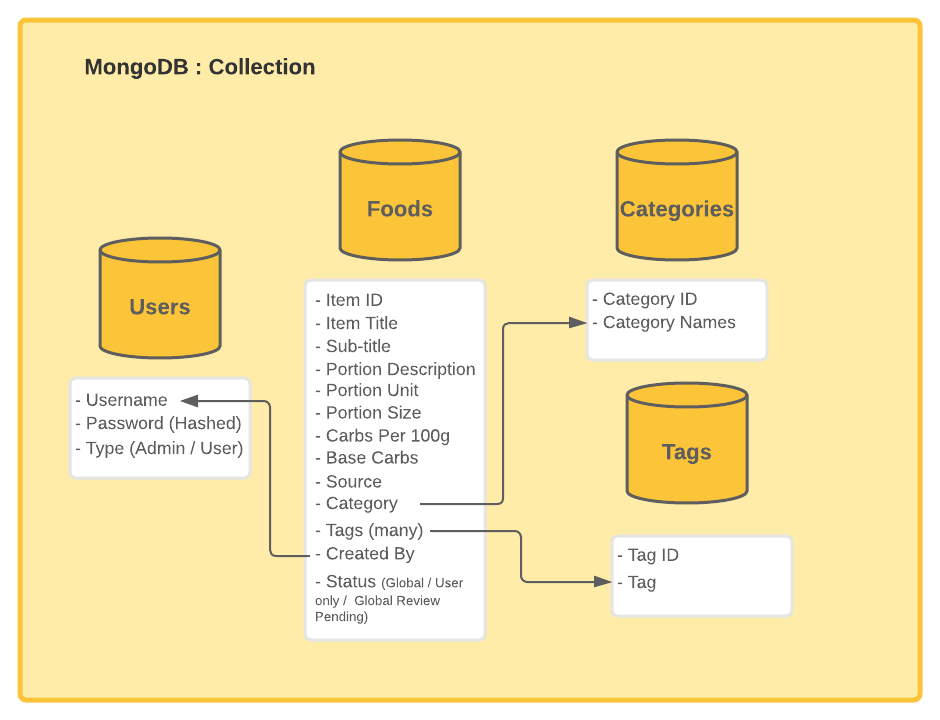 MongoDB : Collection
Foods
- Item ID
- Item Title
- Sub-title
- Portion Description
- Portion Unit
- Portion Size
- Carbs Per 100g
- Base Carbs
- Source
- Category
- Tags (many)
- Created By
- Status (Global / User
only /  Global Review
Pending)
Users
- Username
- Password (Hashed)
- Type (Admin / User)
Categories
- Category ID
- Category Names
Tags
- Tag ID
- Tag